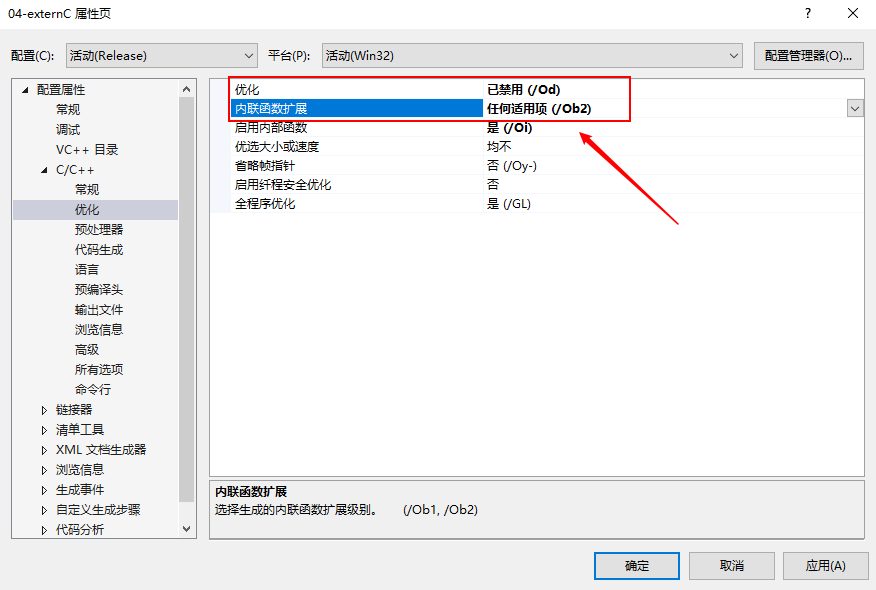 04-externC 属性页
配置(C): 活动(Release) 平台(P): 活动(Win32) 配置管理器(O)...
配置属性
常规
调试
VC++ 目录
C/C++
常规
优化
预处理器
代码生成
语言
预编译头
输出文件
浏览信息
高级
所有选项
命令行
链接器
清单工具
XML 文档生成器
浏览信息
生成事件
自定义生成步骤
代码分析
优化 已禁用 (/Od)
内联函数扩展 任何适用项 (/Ob2)
启用内部函数 是 (/Oi)
优选大小或速度 均不
省略帧指针 否 (/Oy-)
启用纤程安全优化 否
全程序优化 是 (/GL)
内联函数扩展
选择生成的内联函数扩展级别。 (/Ob1, /Ob2)
确定 取消 应用(A)